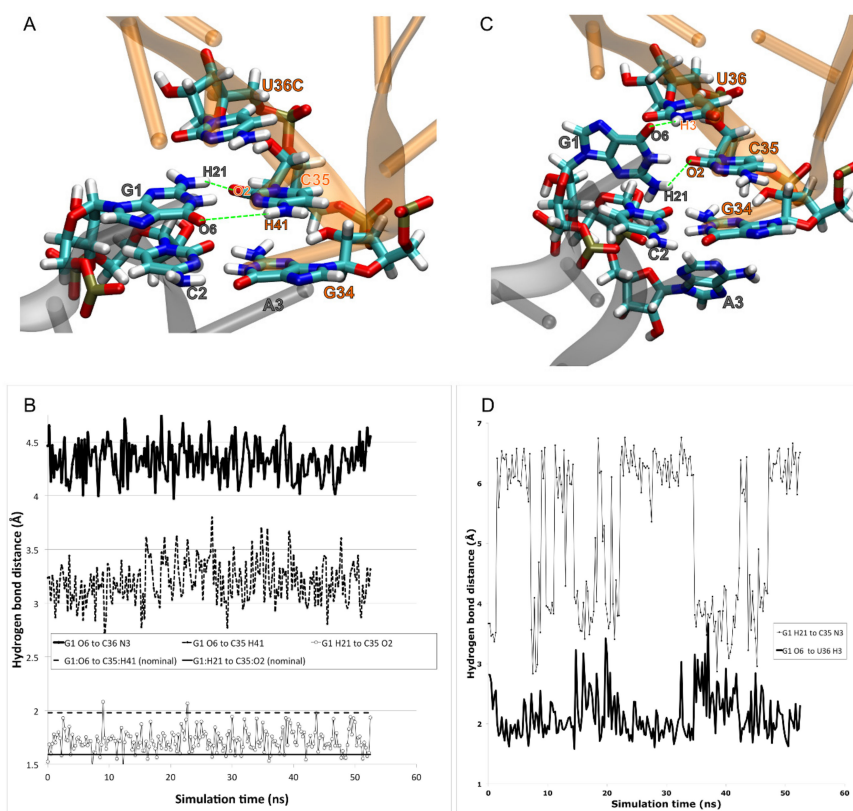 A
U36C
H21
G1
O2
C35
O6
H41
C2
G34
A3
C
U36
O6
H3
G1
O2
C35
H21
G34
C2
A3
B
Hydrogen bond distance (Å)
4.5
4
3.5
3
2.5
2
1.5
G1 O6 to C36 N3
G1 O6 to C35 H41
G1 H21 to C35 O2
G1:O6 to C35:H41 (nominal)
G1:H21 to C35:O2 (nominal)
0 10 20 30 40 50 60
Simulation time (ns)
D
Hydrogen bond distance (Å)
7
6
5
4
3
2
1
G1 H21 to C35 N3
G1 O6 to U36 H3
0 10 20 30 40 50 60
Simulation time (ns)